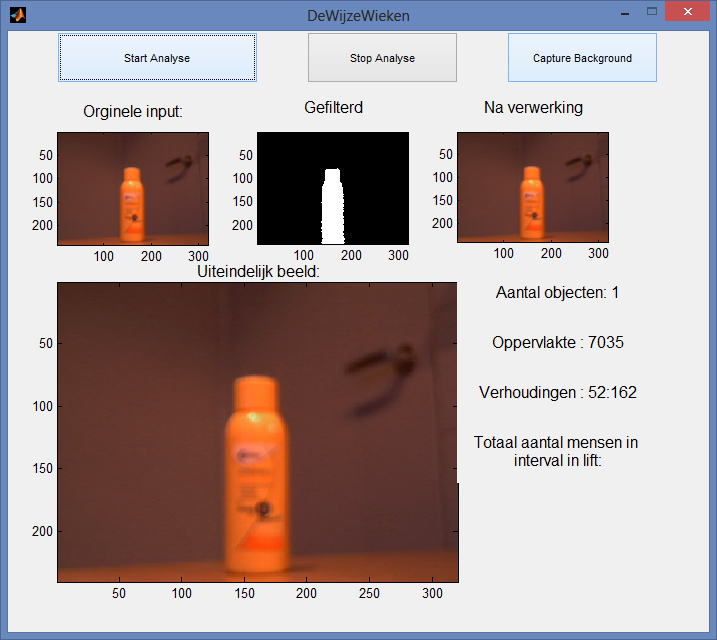 DeWijzeWieken
Start Analyse
Stop Analyse
Capture Background
Orginele input:
Gefilterd
Na verwerking
50
100
150
200
100 200 300
50
100
150
200
100 200 300
50
100
150
200
100 200 300
Uiteindelijk beeld:
50
100
150
200
50 100 150 200 250 300
Aantal objecten: 1
Oppervlakte : 7035
Verhoudingen : 52:162
Totaal aantal mensen in
interval in lift: